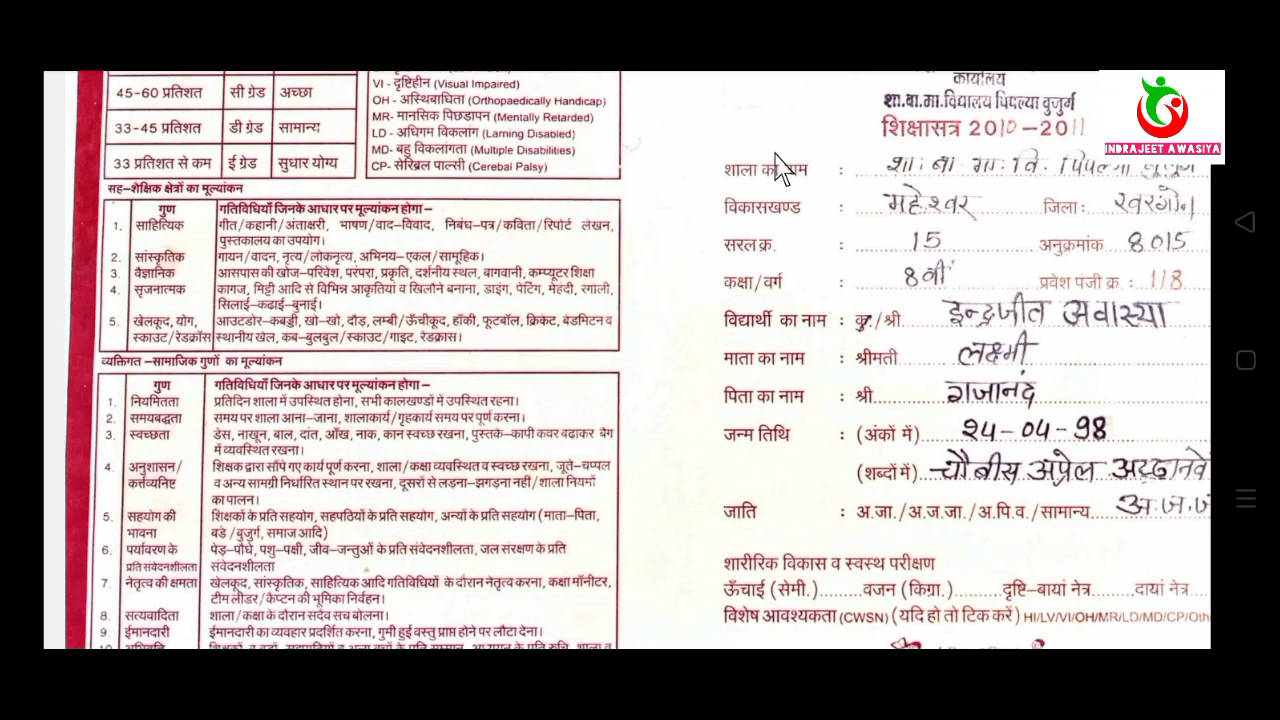 45-60 प्रतिशत सी ग्रेड अच्छा
33-45 प्रतिशत डी ग्रेड सामान्य
33 प्रतिशत से कम ई ग्रेड सुधार योग्य
VI - दृष्टिहीन (Visual Impaired)
OH - अस्थिबाधिता (Orthopaedically Handicap)
MR- मानसिक पिछडापन (Mentally Retarded)
LD - अधिगम विकलांग (Larning Disabled)
MD- बहु विकलांगता (Multiple Disabilities)
CP- सेरिब्रल पाल्सी (Cerebai Palsy)
सह-शैक्षिक क्षेत्रों का मूल्यांकन
गुण गतिविधियाँ जिनके आधार पर मूल्यांकन होगा –
1. साहित्यिक गीत/कहानी/अंताक्षरी, भाषण/वाद-विवाद, निबंध-पत्र/कविता/रिपोर्ट लेखन,
पुस्तकालय का उपयोग।
2. सांस्कृतिक गायन/वादन, नृत्य/लोकनृत्य, अभिनय-एकल/सामूहिक।
3. वैज्ञानिक आसपास की खोज-परिवेश, परंपरा, प्रकृति, दर्शनीय स्थल, बागवानी, कम्प्यूटर शिक्षा
4. सृजनात्मक कागज, मिट्टी आदि से विभिन्न आकृतियां व खिलौने बनाना, डाइंग, पेटिंग, मेहंदी, रंगोली,
सिलाई-कढाई-बुनाई।
5. खेलकूद, योग, आउटडोर-कबड्डी, खो-खो, दौड़, लम्बी/ऊँचीकूद, हॉकी, फूटबॉल, क्रिकेट, बेडमिंटन व
स्काउट/रेडक्रॉस स्थानीय खेल, कब-बुलबुल/स्काउट/गाइट, रेडक्रास।
व्यक्तिगत –सामाजिक गुणों का मूल्यांकन
गुण गतिविधियाँ जिनके आधार पर मूल्यांकन होगा –
1. नियमितता प्रतिदिन शाला में उपस्थित होना, सभी कालखण्डों में उपस्थित रहना।
2. समयबद्धता समय पर शाला आना-जाना, शालाकार्य/गृहकार्य समय पर पूर्ण करना।
3. स्वच्छता डेस, नाखून, बाल, दांत, आँख, नाक, कान स्वच्छ रखना, पुस्तके-कापी कवर बढाकर बैग
में व्यवस्थित रखना।
4. अनुशासन/ शिक्षक द्वारा सौंपे गए कार्य पूर्ण करना, शाला/कक्षा व्यवस्थित व स्वच्छ रखना, जूते-चप्पल
कर्त्तव्यनिष्ट व अन्य सामग्री निर्धारित स्थान पर रखना, दूसरों से लडना-झगड़ना नहीं/शाला नियमों
का पालन।
5. सहयोग की शिक्षकों के प्रति सहयोग, सहपाठियों के प्रति सहयोग, अन्यों के प्रति सहयोग (माता-पिता,
भावना बडे/बुजुर्ग, समाज आदि)
6. पर्यावरण के पेड़-पौधे, पशु-पक्षी, जीव-जन्तुओं के प्रति संवेदनशीलता, जल संरक्षण के प्रति
प्रति संवेदनशीलता संवेदनशीलता
7. नेतृत्व की क्षमता खेलकूद, सांस्कृतिक, साहित्यिक आदि गतिविधियों के दौरान नेतृत्व करना, कक्षा मॉनीटर,
टीम लीडर/कैप्टन की भूमिका निर्वहन।
8. सत्यवादिता शाला/कक्षा के दौरान सदैव सच बोलना।
9. ईमानदारी ईमानदारी का व्यवहार प्रदर्शित करना, गुमी हुई वस्तु प्राप्त होने पर लौटा देना।
कार्यालय
शा.बा.मा.विद्यालय पिपल्या बुजुर्ग
शिक्षासत्र 2010-2011
INDRAJEET AWASIYA
शाला का नाम : शा. बा. मा. वि. पिपल्या बुजुर्ग
विकासखण्ड : महेश्वर जिला : खरगोन
सरल क्र. : 15 अनुक्रमांक 8015
कक्षा/वर्ग : 8वीं प्रवेश पंजी क्र. : 118
विद्यार्थी का नाम : कु./श्री इन्द्रजीत अवास्या
माता का नाम : श्रीमती लक्ष्मी
पिता का नाम : श्री गजानंद
जन्म तिथि : (अंकों में) 24-04-98
(शब्दों में) चौबीस अप्रेल अट्ठानवे
जाति : अ.जा./अ.ज.जा./अ.पि.व./सामान्य अ.ज.ज
शारीरिक विकास व स्वस्थ परीक्षण
ऊँचाई (सेमी.) वजन (किग्रा.) दृष्टि-बायां नेत्र दायां नेत्र
विशेष आवश्यकता (CWSN) (यदि हो तो टिक करें) HI/LV/VI/OH/MR/LD/MD/CP/Oth